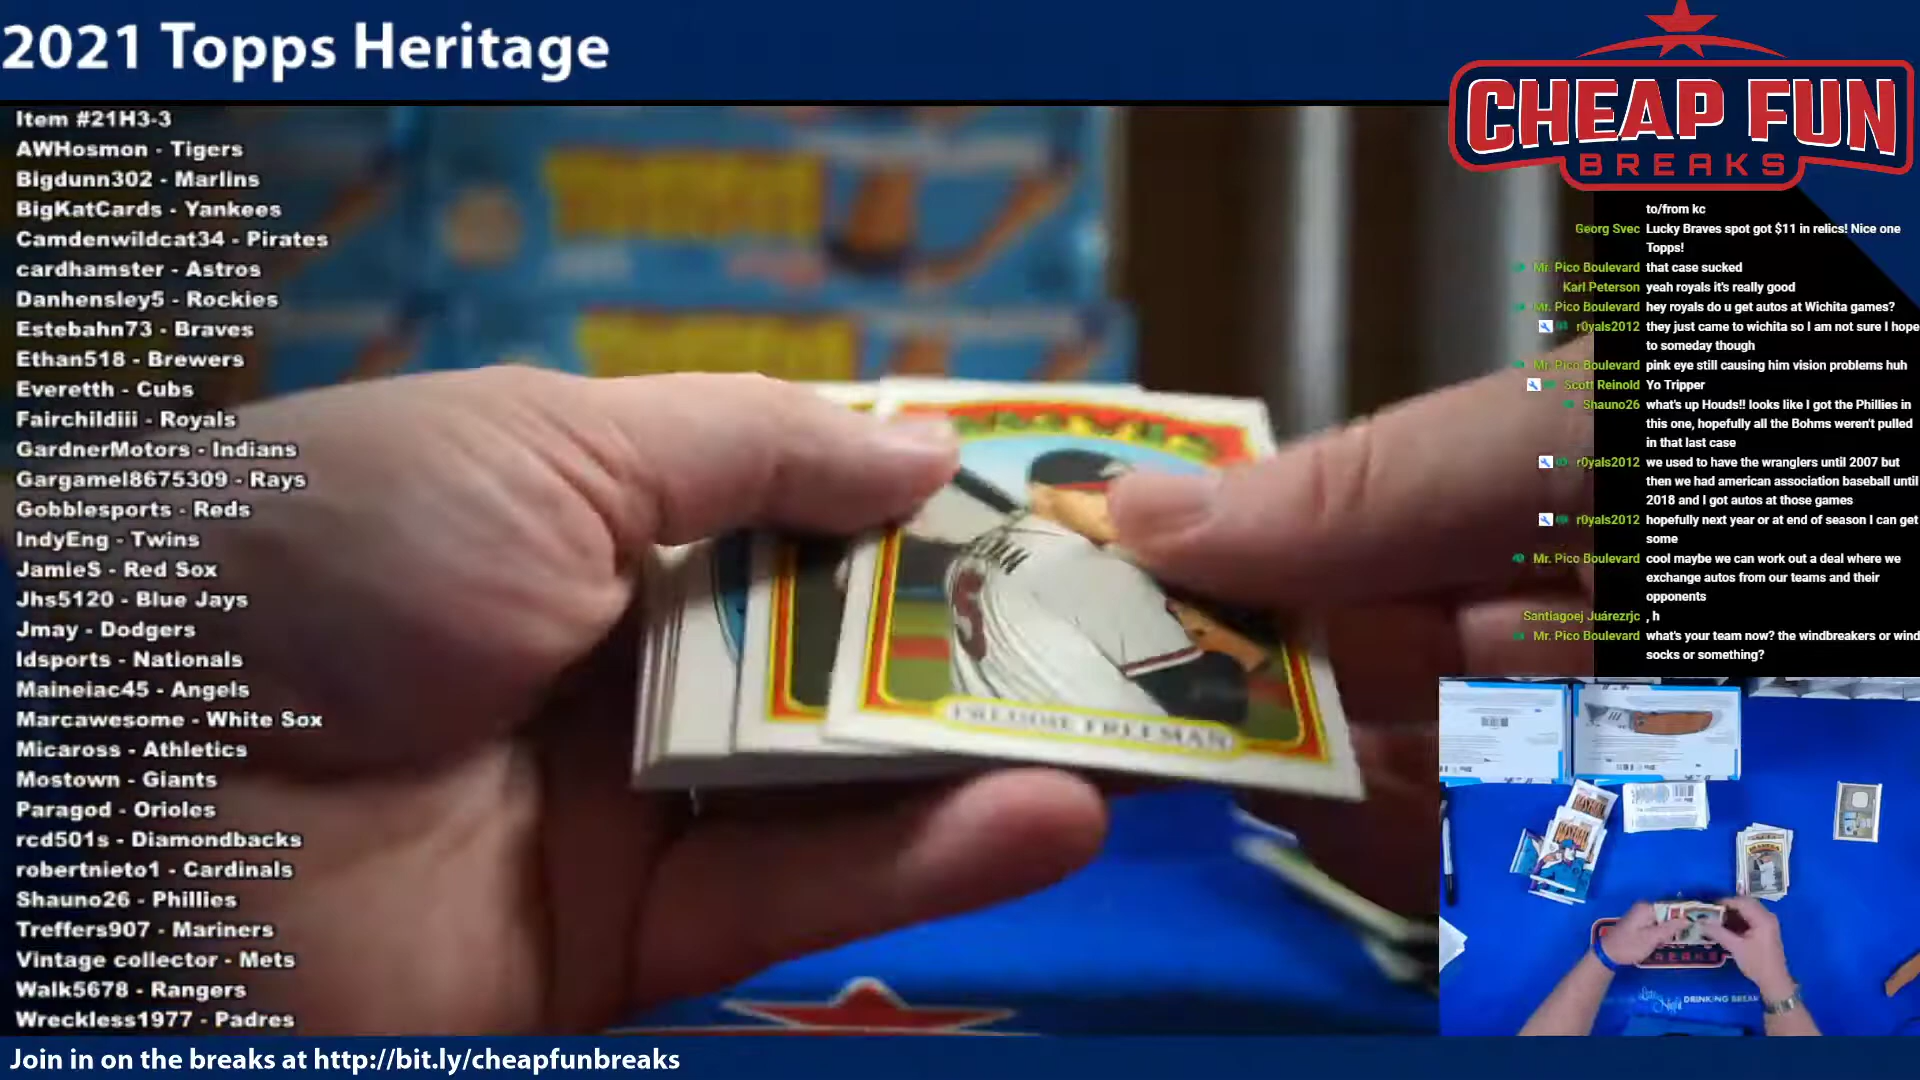 2021 Topps Heritage
CHEAP FUN
BREAKS
Item #21H3-3
AWHosmon - Tigers
Bigdunn302 - Marlins
BigKatCards - Yankees
Camdenwildcat34 - Pirates
cardhamster - Astros
Danhensley5 - Rockies
Estebahn73 - Braves
Ethan518 - Brewers
Everetth - Cubs
Fairchildiii - Royals
GardnerMotors - Indians
Gargamel8675309 - Rays
Gobblesports - Reds
IndyEng - Twins
JamieS - Red Sox
Jhs5120 - Blue Jays
Jmay - Dodgers
Idsports - Nationals
Maineiac45 - Angels
Marcawesome - White Sox
Micaross - Athletics
Mostown - Giants
Paragod - Orioles
rcd501s - Diamondbacks
robertnieto1 - Cardinals
Shauno26 - Phillies
Treffers907 - Mariners
Vintage collector - Mets
Walk5678 - Rangers
Wreckless1977 - Padres
BRAVES
5
FREDDIE FREEMAN
to/from kc
Georg Svec Lucky Braves spot got $11 in relics! Nice one
Topps!
Mr. Pico Boulevard that case sucked
Karl Peterson yeah royals it's really good
Mr. Pico Boulevard hey royals do u get autos at Wichita games?
r0yals2012 they just came to wichita so I am not sure I hope
to someday though
Mr. Pico Boulevard pink eye still causing him vision problems huh
Scott Reinold Yo Tripper
Shauno26 what's up Houds!! looks like I got the Phillies in
this one, hopefully all the Bohms weren't pulled
in that last case
r0yals2012 we used to have the wranglers until 2007 but
then we had american association baseball until
2018 and I got autos at those games
r0yals2012 hopefully next year or at end of season I can get
some
Mr. Pico Boulevard cool maybe we can work out a deal where we
exchange autos from our teams and their
opponents
Santiagoej Juárezrjc , h
Mr. Pico Boulevard what's your team now? the windbreakers or wind
socks or something?
BASEBALL
Late Night DRINKING BREAKS
Join in on the breaks at http://bit.ly/cheapfunbreaks